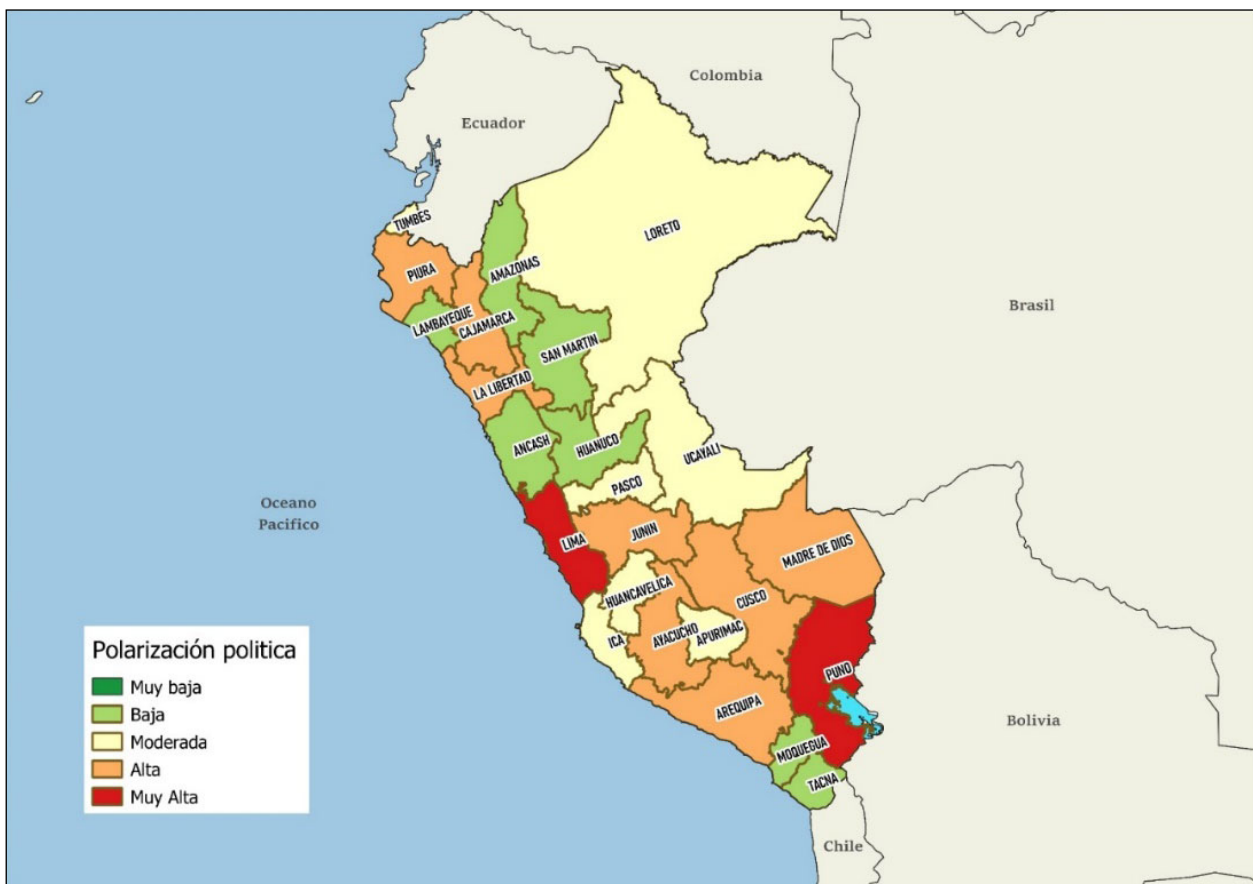 Colombia
Ecuador
TUMBES
LORETO
PIURA
AMAZONAS
Brasil
LAMBAYEQUE
CAJAMARCA
SAN MARTIN
LA LIBERTAD
ANCASH
HUANUCO
UCAYALI
PASCO
Oceano
Pacifico
LIMA
JUNIN
MADRE DE DIOS
HUANCAVELICA
CUSCO
ICA
AYACUCHO
APURIMAC
PUNO
AREQUIPA
Bolivia
MOQUEGUA
TACNA
Chile
Polarización politica
Muy baja
Baja
Moderada
Alta
Muy Alta